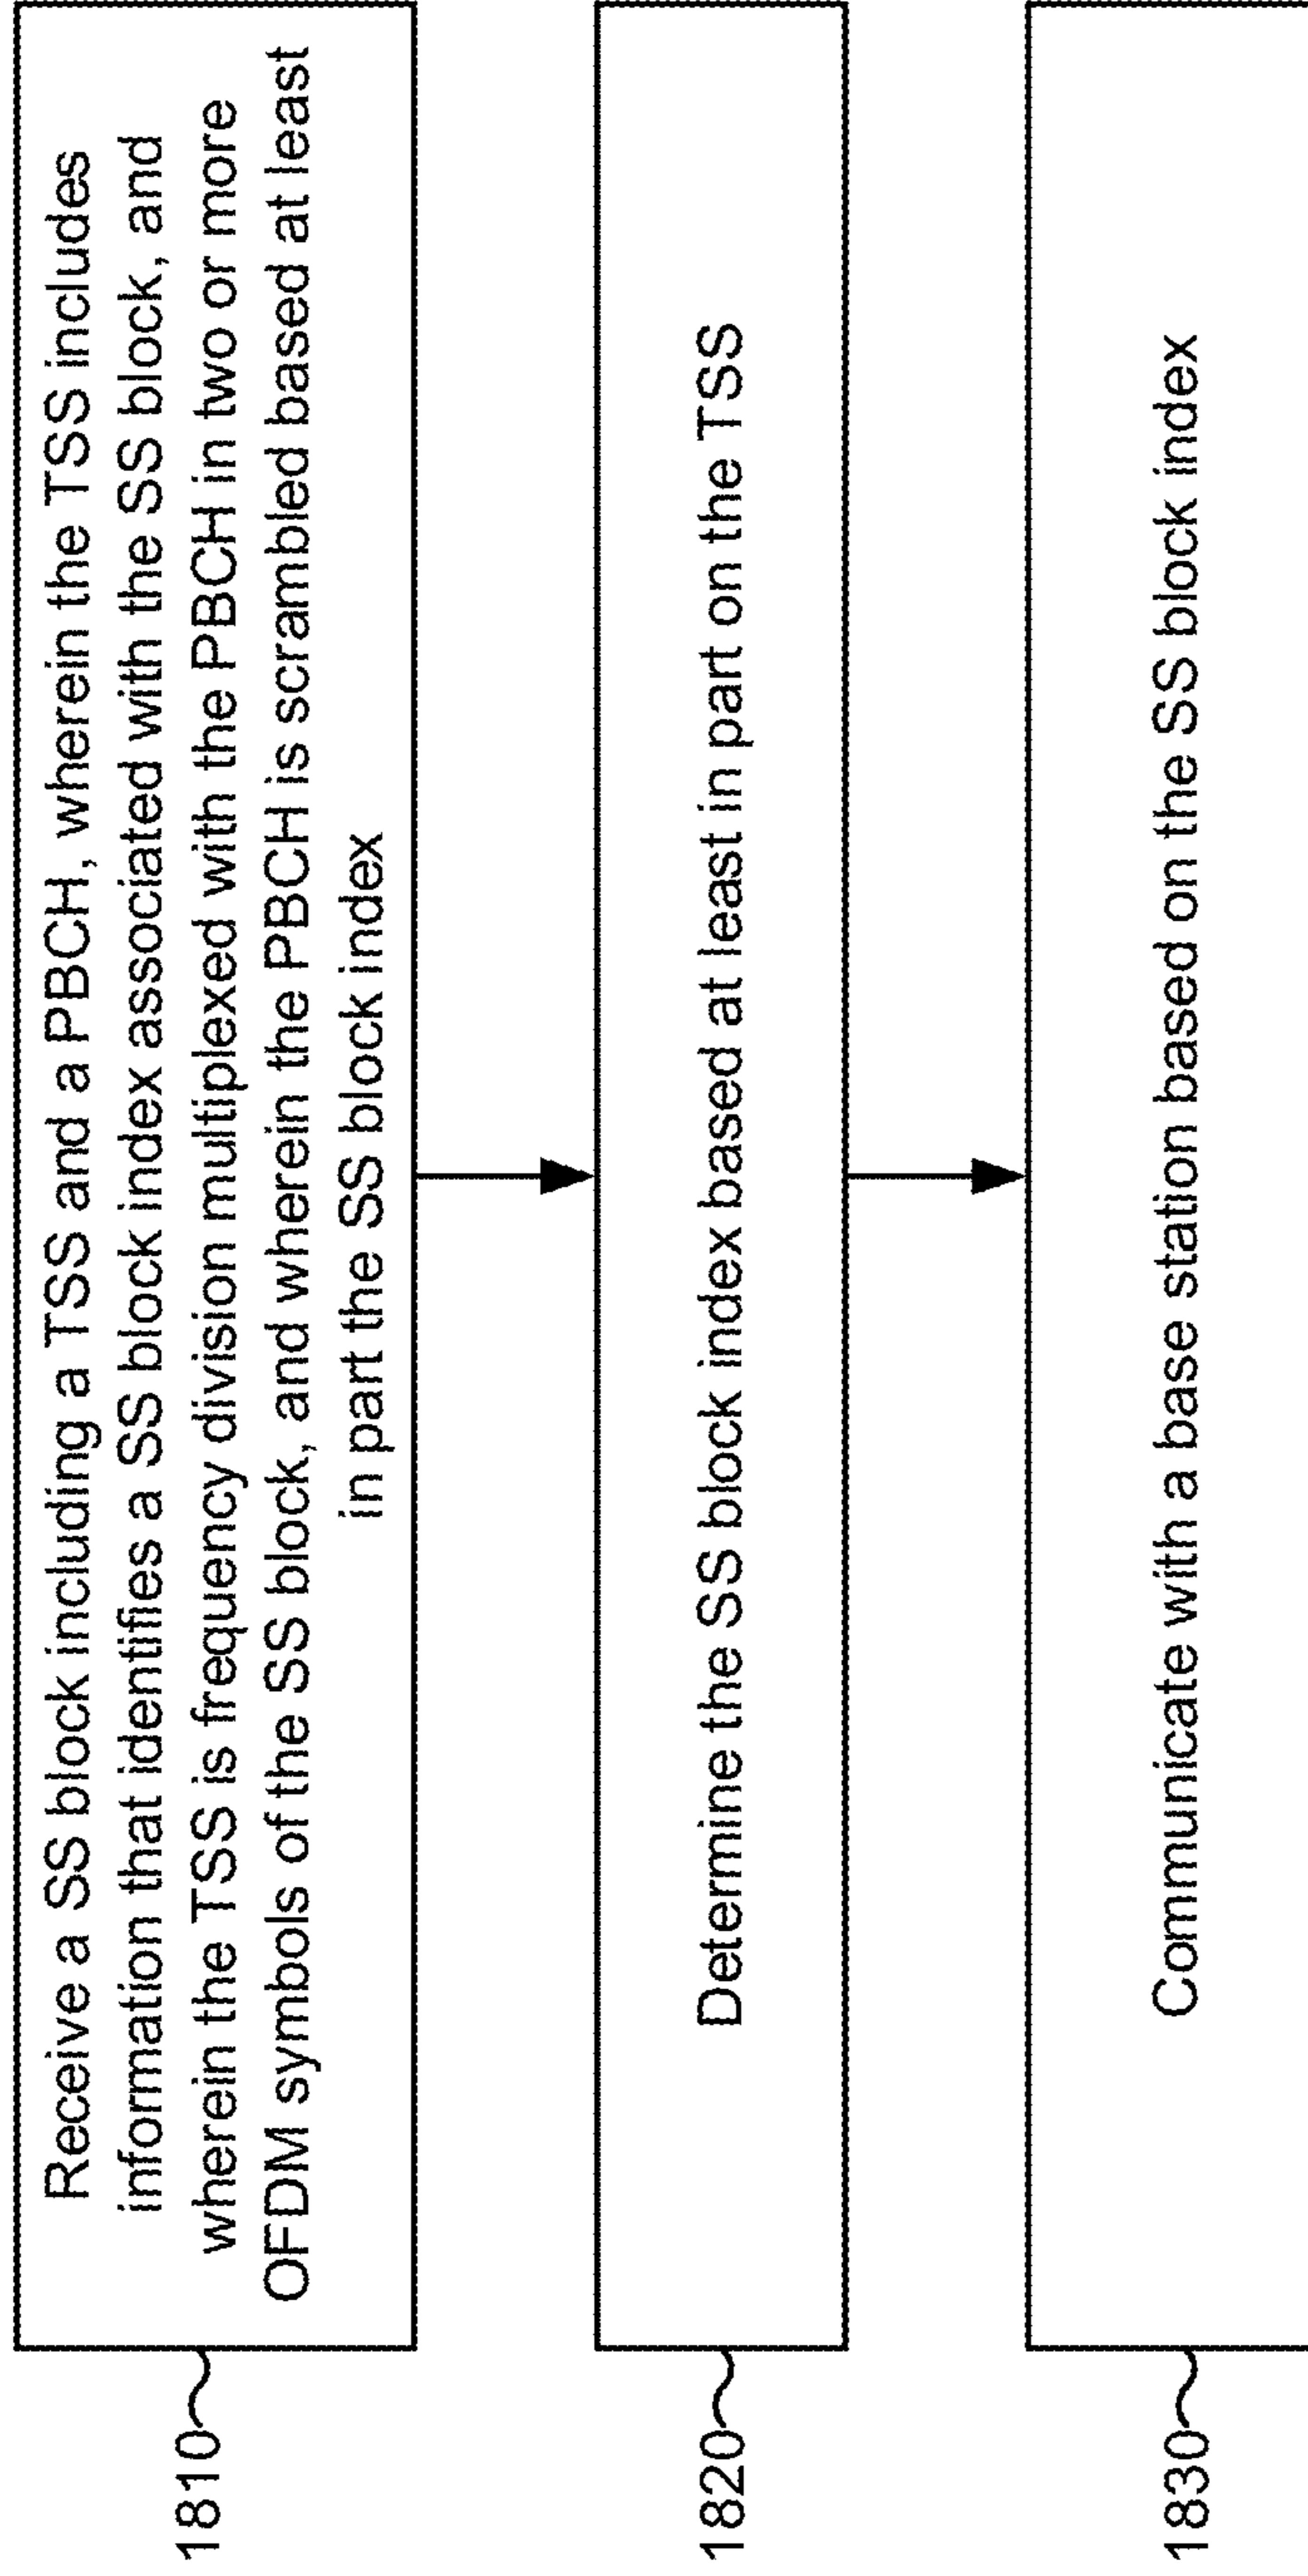 1810
Receive a SS block including a TSS and a PBCH, wherein the TSS includes
information that identifies a SS block index associated with the SS block, and
wherein the TSS is frequency division multiplexed with the PBCH in two or more
OFDM symbols of the SS block, and wherein the PBCH is scrambled based at least
in part the SS block index
1820
Determine the SS block index based at least in part on the TSS
1830
Communicate with a base station based on the SS block index